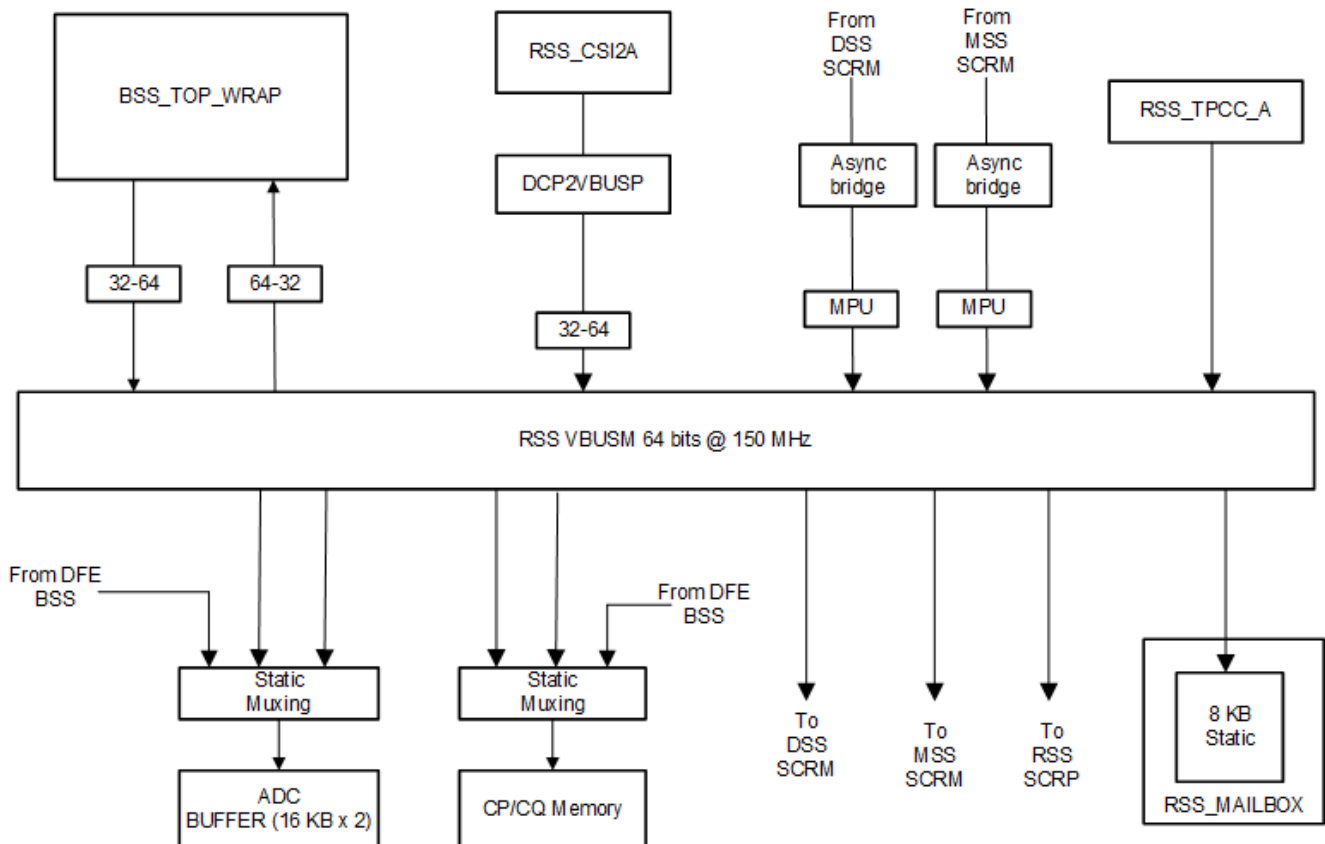 BSS_TOP_WRAP
RSS_CSI2A
From
DSS
SCRM
From
MSS
SCRM
RSS_TPCC_A
DCP2VBUSP
Async
bridge
Async
bridge
32-64
64-32
32-64
MPU
MPU
RSS VBUSM 64 bits @ 150 MHz
From DFE
BSS
From DFE
BSS
Static
Muxing
Static
Muxing
To
DSS
SCRM
To
MSS
SCRM
To
RSS
SCRP
8 KB
Static
RSS_MAILBOX
ADC
BUFFER (16 KB x 2)
CP/CQ Memory